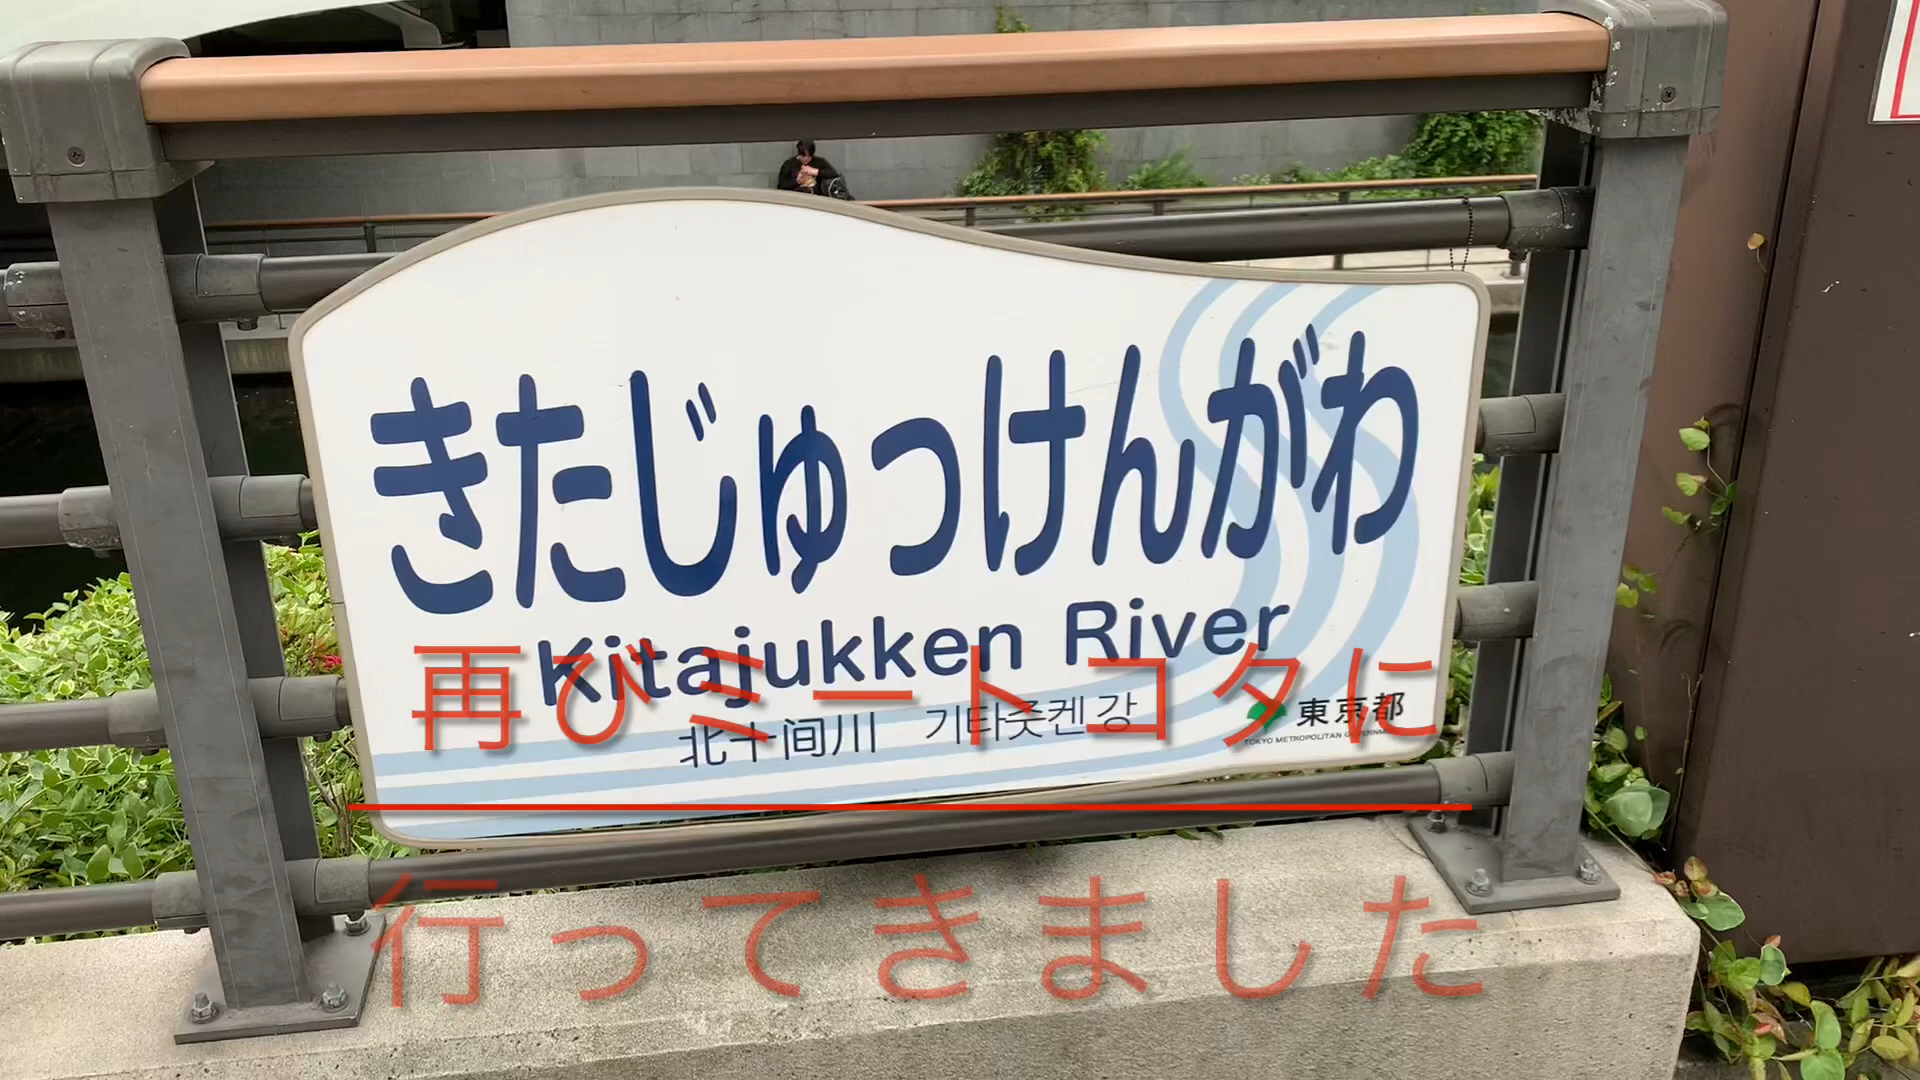 きたじゅっけんがわ
Kitajukken River
北十间川 기타줏켄강
東京都
TOKYO METROPOLITAN GOVERNMENT
再びミートコタに
行ってきました